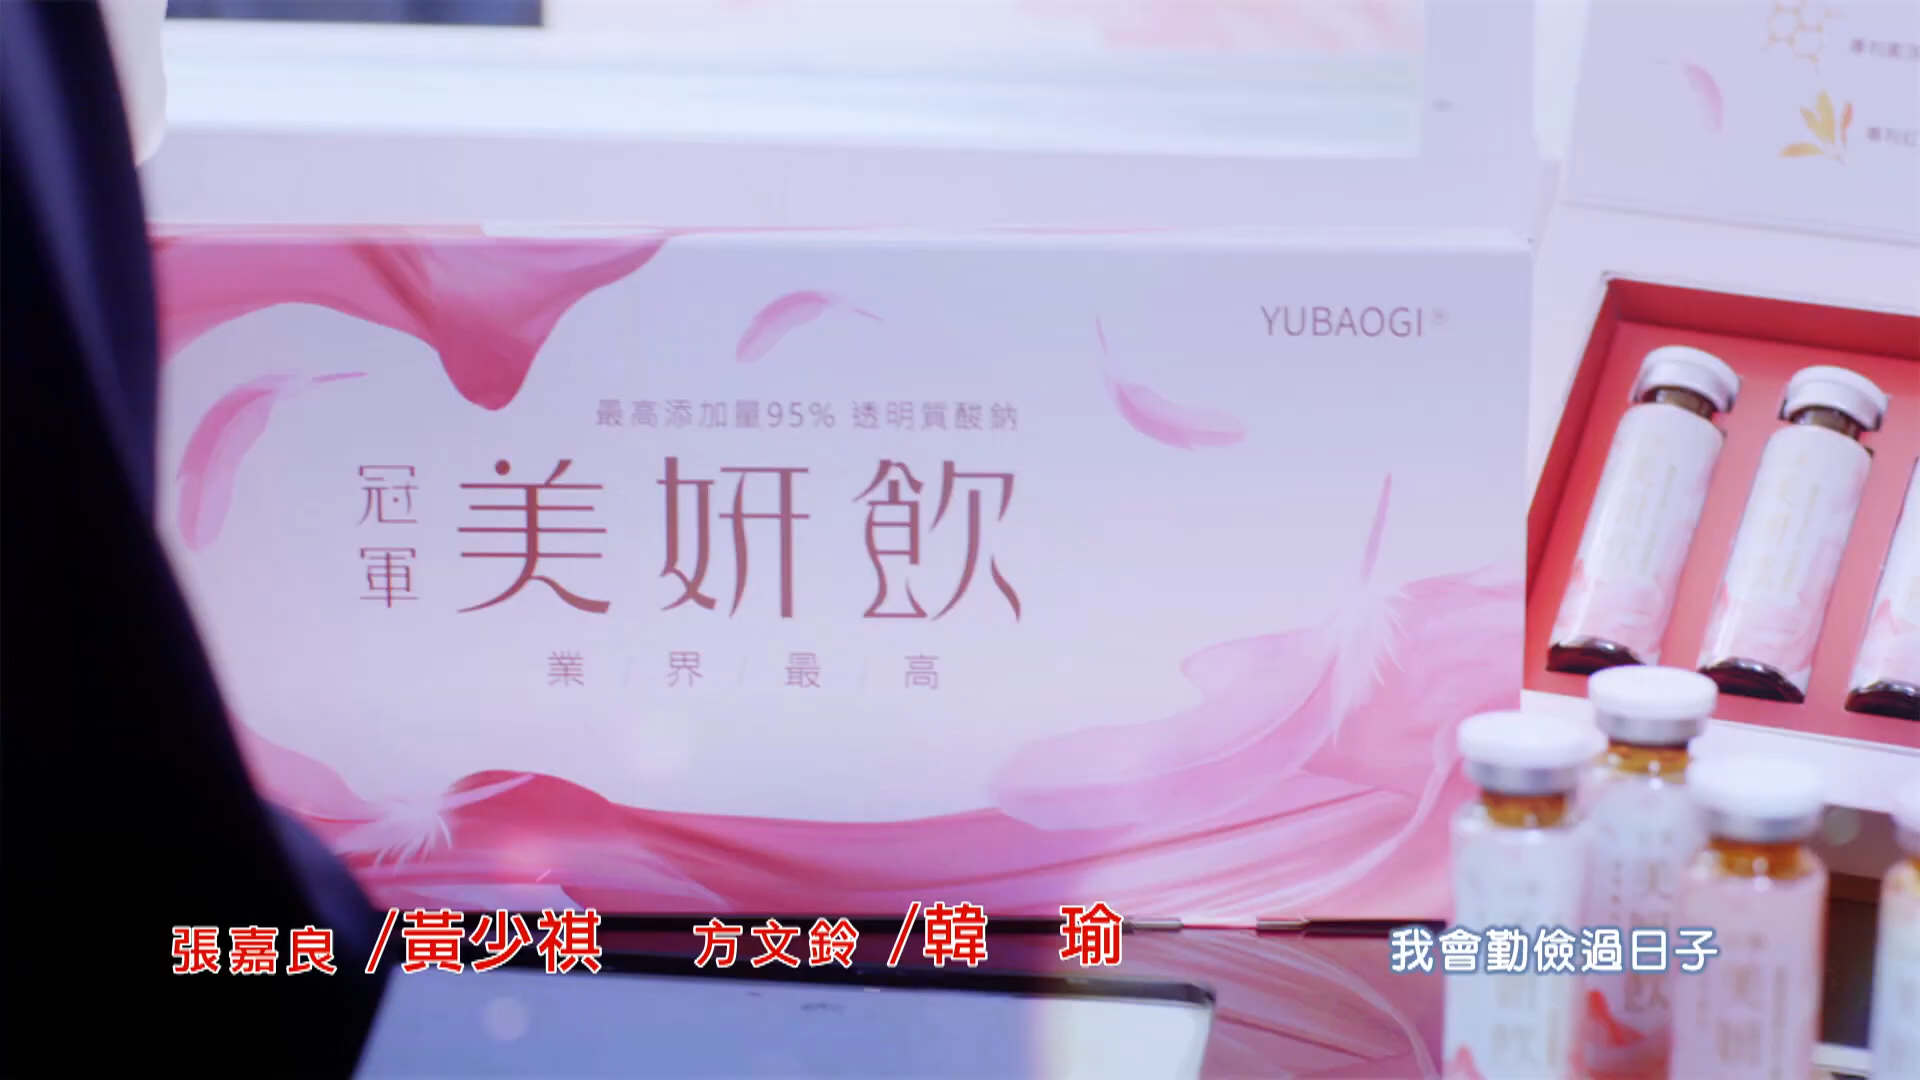 YUBAOGI®
最高添加量95% 透明質酸鈉
冠軍
美妍飲
業/界/最/高
張嘉良/黃少祺 方文鈴/韓 瑜
我會勤儉過日子